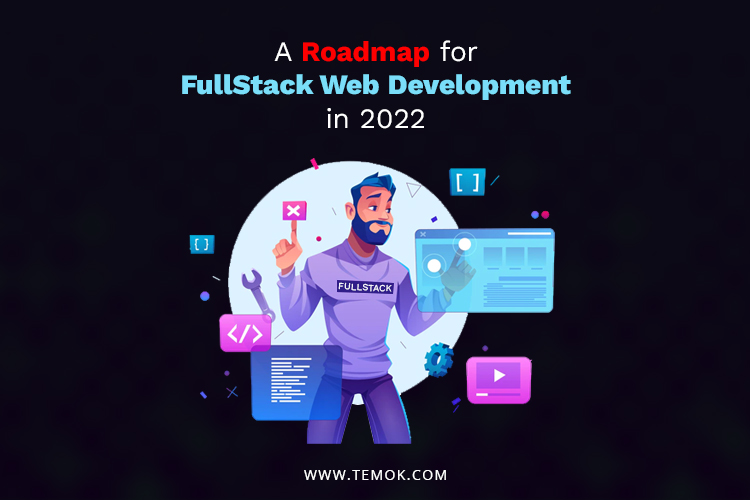 A Roadmap for
FullStack Web Development
in 2022
[ ]
[ ]
FULLSTACK
</>
WWW.TEMOK.COM